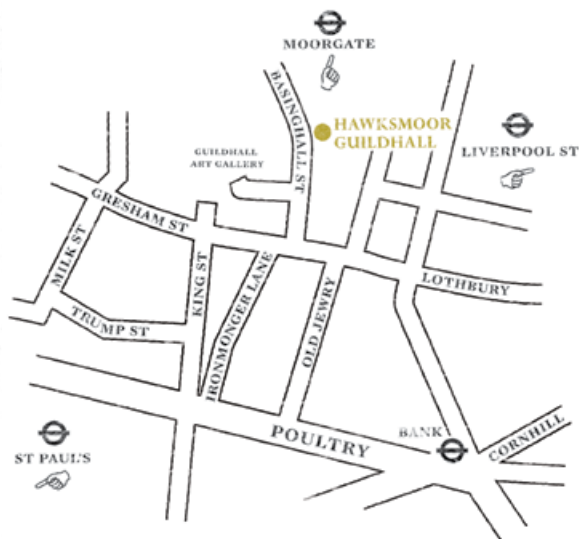 MOORGATE
BASINGHALL ST
HAWKSMOOR
GUILDHALL
LIVERPOOL ST
GUILDHALL
ART GALLERY
GRESHAM ST
MILK ST
KING ST
IRONMONGER LANE
OLD JEWRY
LOTHBURY
TRUMP ST
POULTRY
BANK
CORNHILL
ST PAUL'S